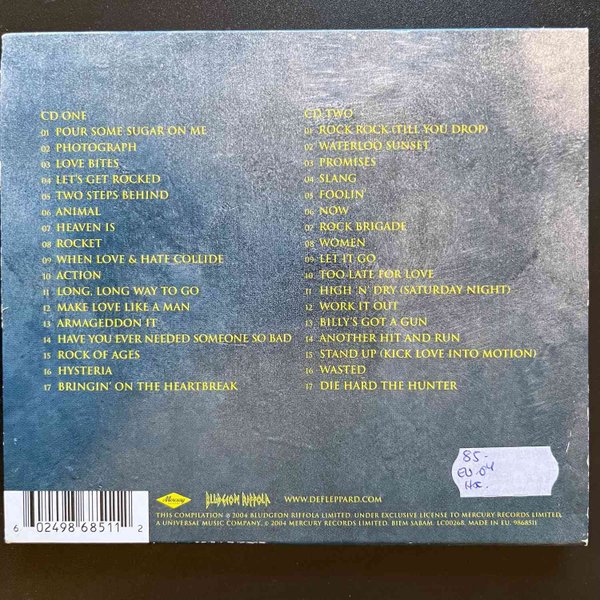 CD ONE
01 POUR SOME SUGAR ON ME
02 PHOTOGRAPH
03 LOVE BITES
04 LET'S GET ROCKED
05 TWO STEPS BEHIND
06 ANIMAL
07 HEAVEN IS
08 ROCKET
09 WHEN LOVE & HATE COLLIDE
10 ACTION
11 LONG, LONG WAY TO GO
12 MAKE LOVE LIKE A MAN
13 ARMAGEDDON IT
14 HAVE YOU EVER NEEDED SOMEONE SO BAD
15 ROCK OF AGES
16 HYSTERIA
17 BRINGIN' ON THE HEARTBREAK
CD TWO
01 ROCK ROCK (TILL YOU DROP)
02 WATERLOO SUNSET
03 PROMISES
04 SLANG
05 FOOLIN'
06 NOW
07 ROCK BRIGADE
08 WOMEN
09 LET IT GO
10 TOO LATE FOR LOVE
11 HIGH 'N' DRY (SATURDAY NIGHT)
12 WORK IT OUT
13 BILLY'S GOT A GUN
14 ANOTHER HIT AND RUN
15 STAND UP (KICK LOVE INTO MOTION)
16 WASTED
17 DIE HARD THE HUNTER
85-
EU.04
6 02498 68511 2
Mercury
BLUDGEON RIFFOLA
WWW.DEFLEPPARD.COM
THIS COMPILATION ℗ 2004 BLUDGEON RIFFOLA LIMITED. UNDER EXCLUSIVE LICENSE TO MERCURY RECORDS LIMITED,
A UNIVERSAL MUSIC COMPANY. © 2004 MERCURY RECORDS LIMITED. BIEM SABAM. LC00268. MADE IN EU. 9868511